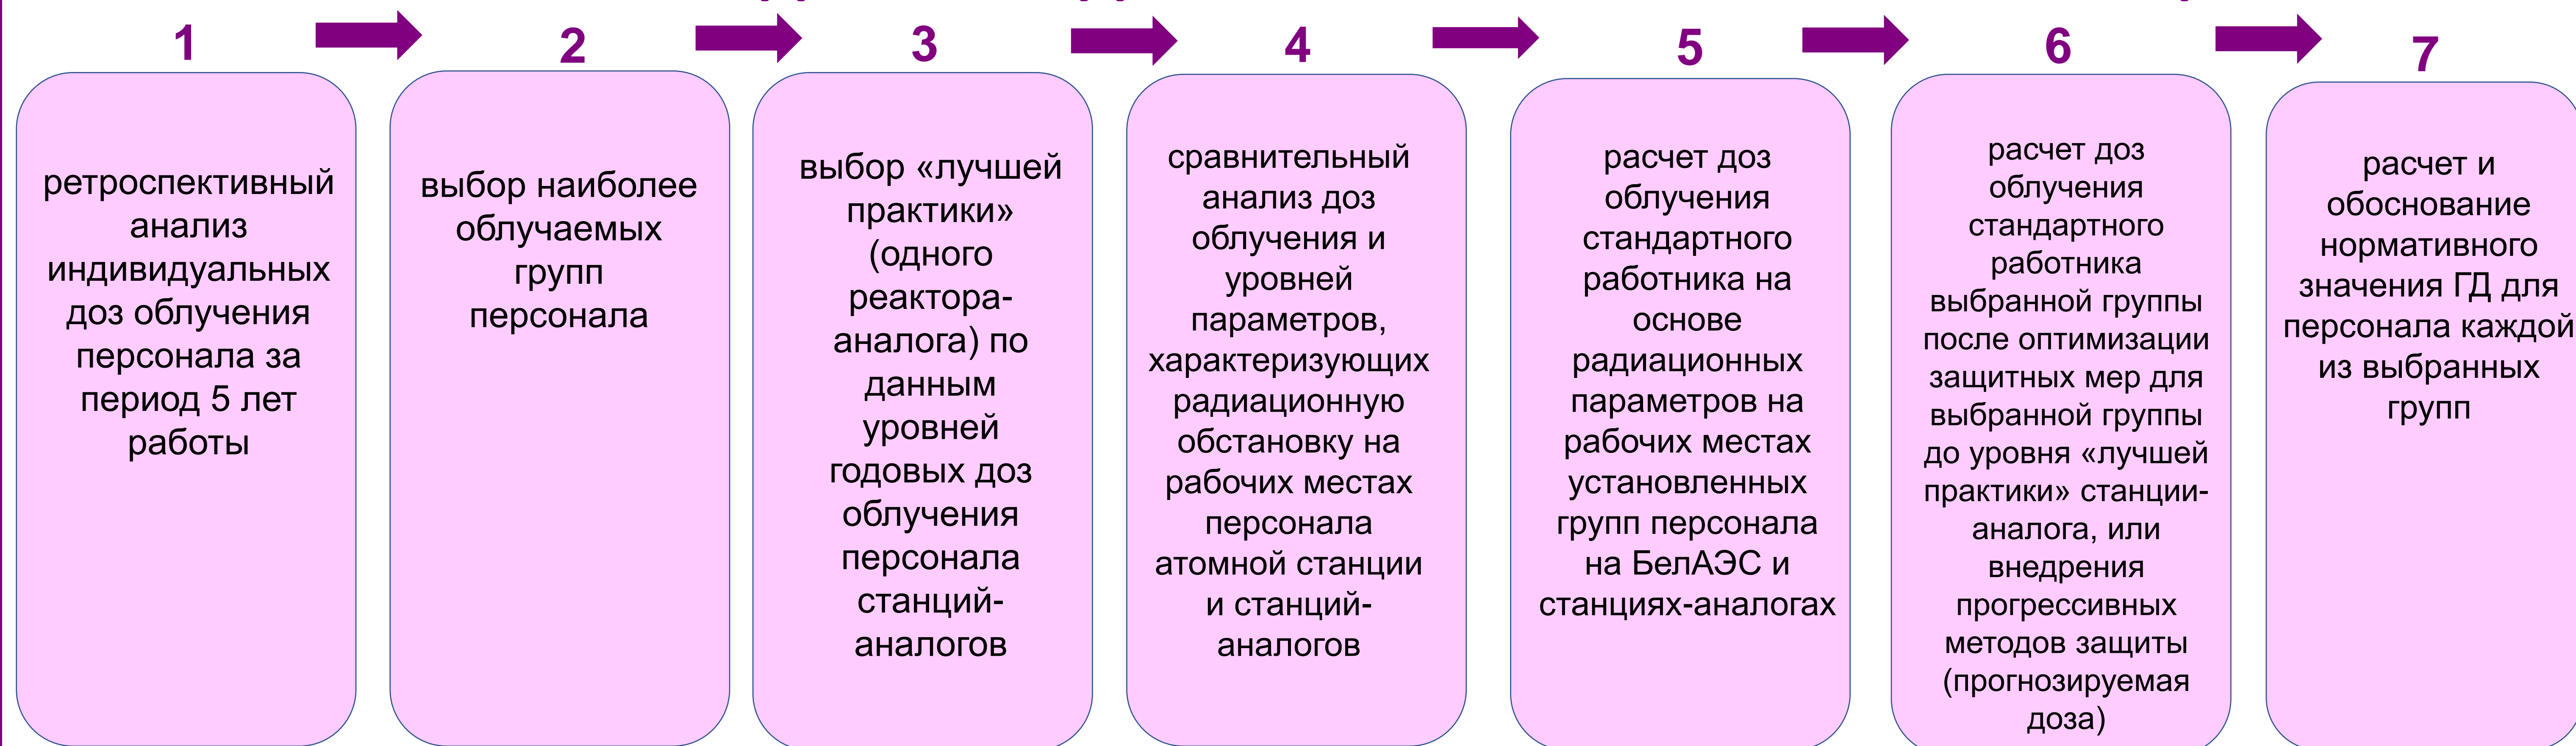 1
ретроспективный
анализ
индивидуальных
доз облучения
персонала за
период 5 лет
работы
2
выбор наиболее
облучаемых
групп
персонала
3
выбор «лучшей
практики»
(одного
реактора-
аналога) по
данным
уровней
годовых доз
облучения
персонала
станций-
аналогов
4
сравнительный
анализ доз
облучения и
уровней
параметров,
характеризующих
радиационную
обстановку на
рабочих местах
персонала
атомной станции
и станций-
аналогов
5
расчет доз
облучения
стандартного
работника на
основе
радиационных
параметров на
рабочих местах
установленных
групп персонала
на БелАЭС и
станциях-аналогах
6
расчет доз
облучения
стандартного
работника
выбранной группы
после оптимизации
защитных мер для
выбранной группы
до уровня «лучшей
практики» станции-
аналога, или
внедрения
прогрессивных
методов защиты
(прогнозируемая
доза)
7
расчет и
обоснование
нормативного
значения ГД для
персонала каждой
из выбранных
групп